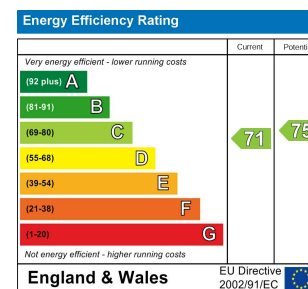 Energy Efficiency Rating
Current Potenti
Very energy efficient - lower running costs
(92 plus) A
(81-91) B
(69-80) C
71 75
(55-68) D
(39-54) E
(21-38) F
(1-20) G
Not energy efficient - higher running costs
England & Wales
EU Directive
2002/91/EC